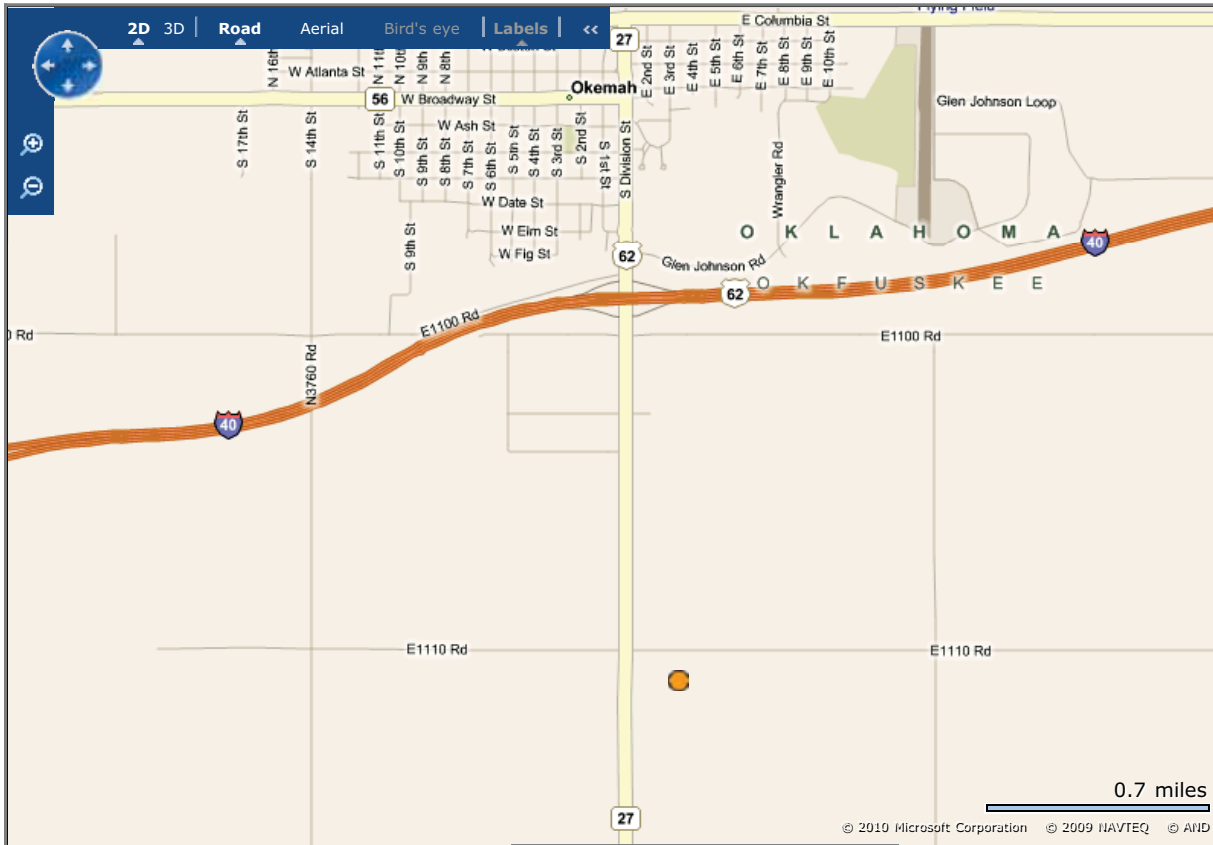 Flying Field
2D 3D Road Aerial Bird's eye Labels <<
E Columbia St
27
N 16th
N 11th
N 10th
N 9th
N 8th
E 2nd St
E 3rd St
E 4th St
E 5th St
E 6th St
E 7th St
E 8th St
E 9th St
E 10th St
W Atlanta St
Okemah
56
W Broadway St
Glen Johnson Loop
W Ash St
S 17th St
S 14th St
S 11th St
S 10th St
S 9th St
S 8th St
S 7th St
S 6th St
S 5th St
S 4th St
S 3rd St
S 2nd St
S 1st St
S Division St
Wrangler Rd
W Date St
W Elm St
OKLAHOMA
S 9th St
40
W Fig St
62
Glen Johnson Rd
62
OKFUSKEE
E1100 Rd
Rd
E1100 Rd
N3760 Rd
40
E1110 Rd
E1110 Rd
0.7 miles
27
© 2010 Microsoft Corporation © 2009 NAVTEQ © AND